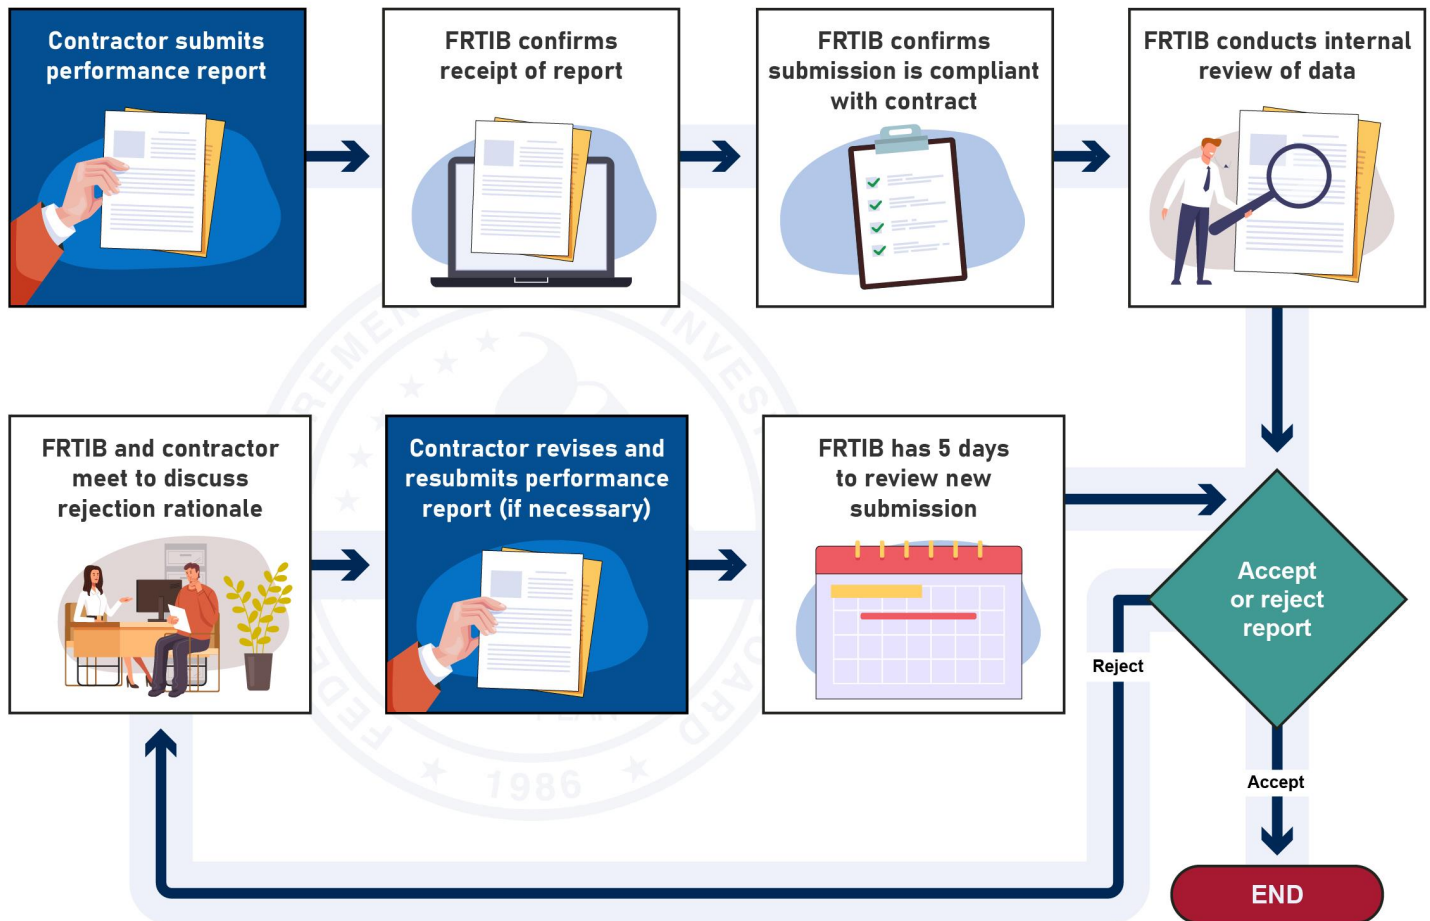 Contractor submits
performance report
FRTIB confirms
receipt of report
FRTIB confirms
submission is compliant
with contract
FRTIB conducts internal
review of data
FRTIB and contractor
meet to discuss
rejection rationale
Contractor revises and
resubmits performance
report (if necessary)
FRTIB has 5 days
to review new
submission
Accept
or reject
report
Reject
Accept
END
1986